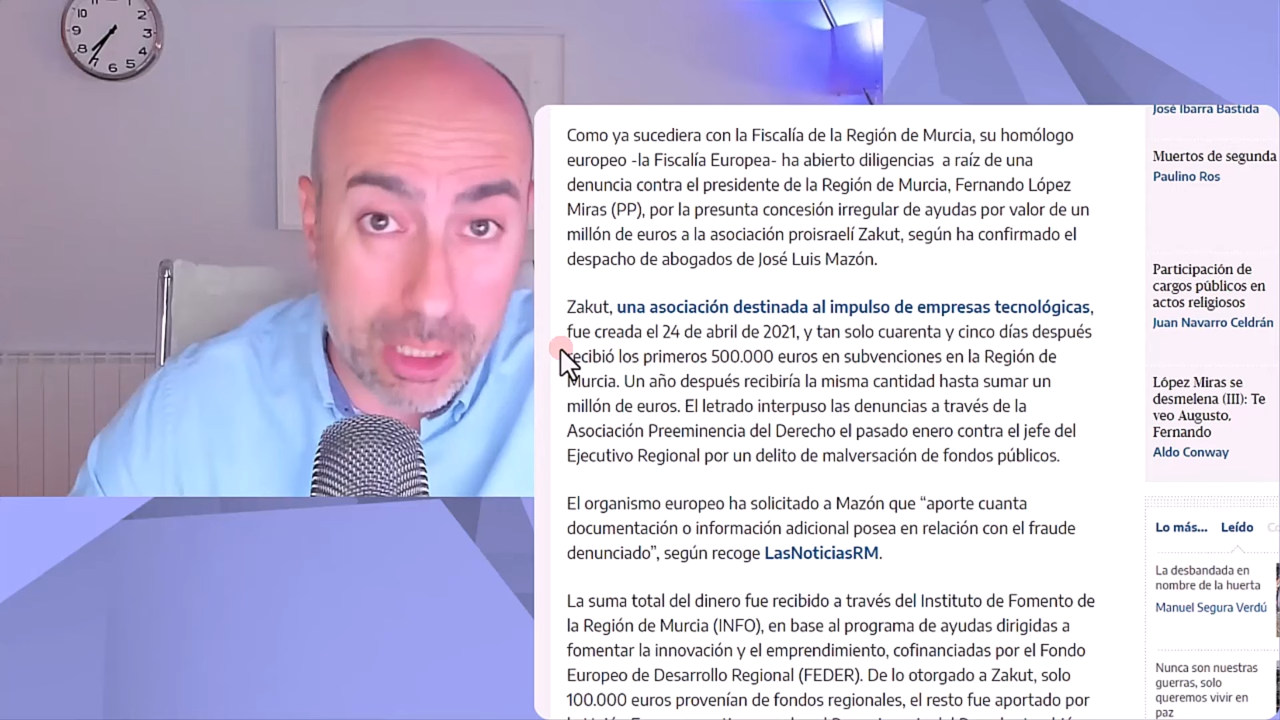 10
2
9
3
8
4
7
6
5
Como ya sucediera con la Fiscalía de la Región de Murcia, su homólogo
europeo -la Fiscalía Europea- ha abierto diligencias a raíz de una
denuncia contra el presidente de la Región de Murcia, Fernando López
Miras (PP), por la presunta concesión irregular de ayudas por valor de un
millón de euros a la asociación proisraelí Zakut, según ha confirmado el
despacho de abogados de José Luis Mazón.
Zakut, una asociación destinada al impulso de empresas tecnológicas,
fue creada el 24 de abril de 2021, y tan solo cuarenta y cinco días después
recibió los primeros 500.000 euros en subvenciones en la Región de
Murcia. Un año después recibiría la misma cantidad hasta sumar un
millón de euros. El letrado interpuso las denuncias a través de la
Asociación Preeminencia del Derecho el pasado enero contra el jefe del
Ejecutivo Regional por un delito de malversación de fondos públicos.
El organismo europeo ha solicitado a Mazón que “aporte cuanta
documentación o información adicional posea en relación con el fraude
denunciado”, según recoge LasNoticiasRM.
La suma total del dinero fue recibido a través del Instituto de Fomento de
la Región de Murcia (INFO), en base al programa de ayudas dirigidas a
fomentar la innovación y el emprendimiento, cofinanciadas por el Fondo
Europeo de Desarrollo Regional (FEDER). De lo otorgado a Zakut, solo
100.000 euros provenían de fondos regionales, el resto fue aportado por
José Ibarra Bastida
Muertos de segunda
Paulino Ros
Participación de
cargos públicos en
actos religiosos
Juan Navarro Celdrán
López Miras se
desmelena (III): Te
veo Augusto,
Fernando
Aldo Conway
Lo más... Leído
La desbandada en
nombre de la huerta
Manuel Segura Verdú
Nunca son nuestras
guerras, solo
queremos vivir en
paz